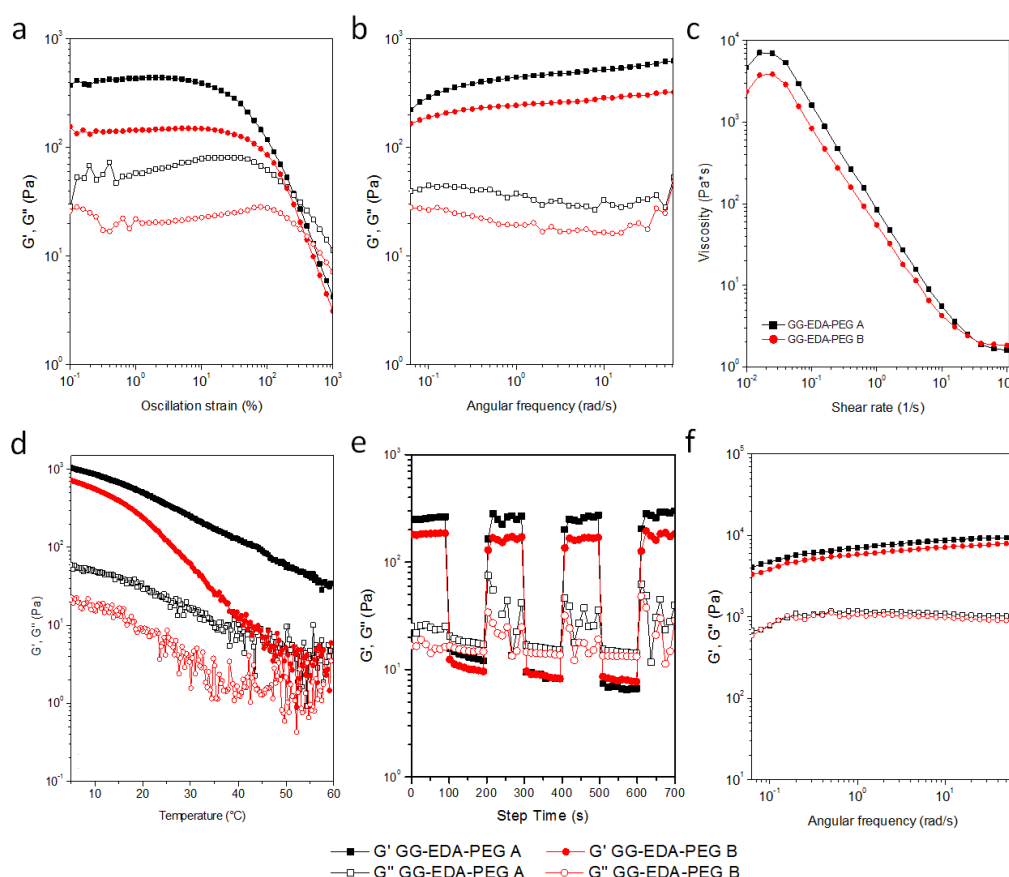 a
b
c
10³
10²
10¹
10⁰
G', G'' (Pa)
10⁻¹ 10⁰ 10¹ 10² 10³
Oscillation strain (%)
10³
10²
10¹
10⁰
G', G'' (Pa)
10⁻¹ 10⁰ 10¹
Angular frequency (rad/s)
10⁴
10³
10²
10¹
10⁰
Viscosity (Pa*s)
GG-EDA-PEG A
GG-EDA-PEG B
10⁻² 10⁻¹ 10⁰ 10¹ 10²
Shear rate (1/s)
d
e
f
10³
10²
10¹
10⁰
10⁻¹
G', G'' (Pa)
10 20 30 40 50 60
Temperature (°C)
10³
10²
10¹
10⁰
G', G'' (Pa)
0 100 200 300 400 500 600 700
Step Time (s)
10⁵
10⁴
10³
10²
10¹
G', G'' (Pa)
10⁻¹ 10⁰ 10¹
Angular frequency (rad/s)
G' GG-EDA-PEG A G' GG-EDA-PEG B
G'' GG-EDA-PEG A G'' GG-EDA-PEG B